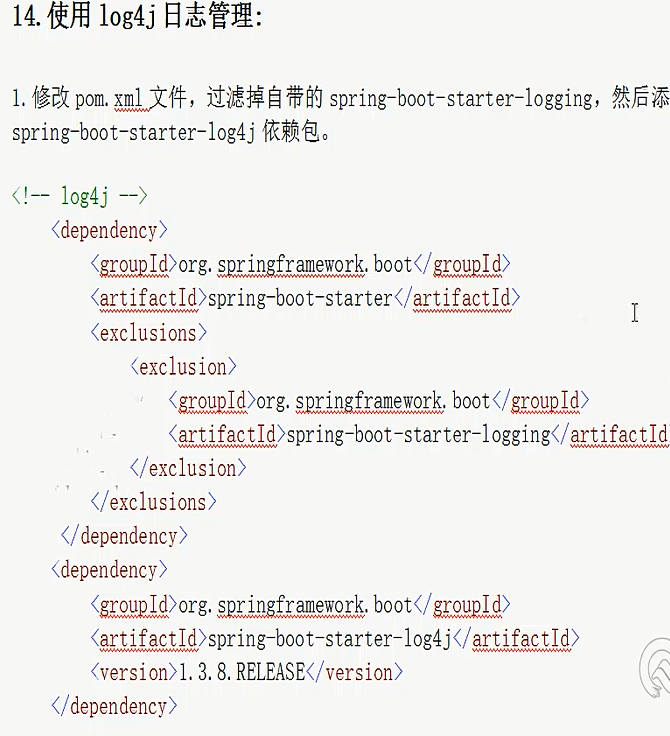 14.使用 log4j 日志管理:
1.修改 pom.xml 文件，过滤掉自带的 spring-boot-starter-logging，然后添
spring-boot-starter-log4j 依赖包。
<!-- log4j -->
<dependency>
<groupId>org.springframework.boot</groupId>
<artifactId>spring-boot-starter</artifactId>
<exclusions>
<exclusion>
<groupId>org.springframework.boot</groupId>
<artifactId>spring-boot-starter-logging</artifactId
</exclusion>
</exclusions>
</dependency>
<dependency>
<groupId>org.springframework.boot</groupId>
<artifactId>spring-boot-starter-log4j</artifactId>
<version>1.3.8.RELEASE</version>
</dependency>